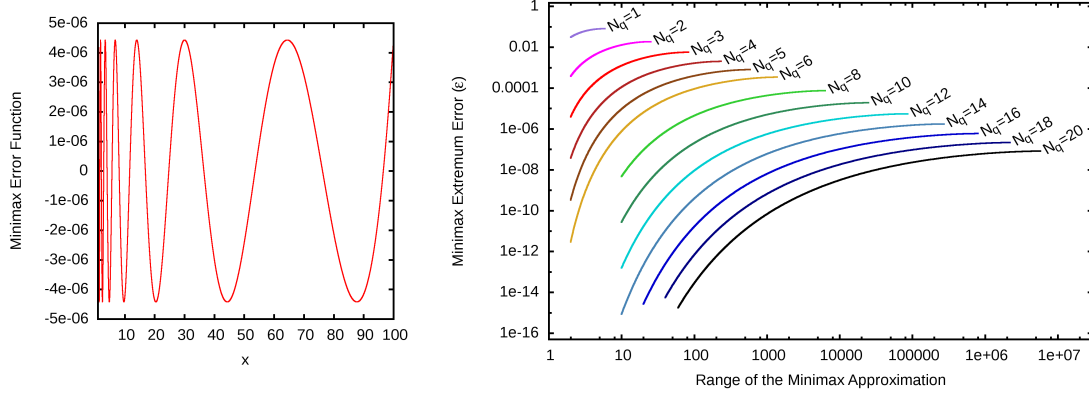 Minimax Error Function
5e-06
4e-06
3e-06
2e-06
1e-06
0
-1e-06
-2e-06
-3e-06
-4e-06
-5e-06
10 20 30 40 50 60 70 80 90 100
x
Minimax Extremum Error (ε)
1
0.01
0.0001
1e-06
1e-08
1e-10
1e-12
1e-14
1e-16
Nq=1
Nq=2
Nq=3
Nq=4
Nq=5
Nq=6
Nq=8
Nq=10
Nq=12
Nq=14
Nq=16
Nq=18
Nq=20
1 10 100 1000 10000 100000 1e+06 1e+07
Range of the Minimax Approximation